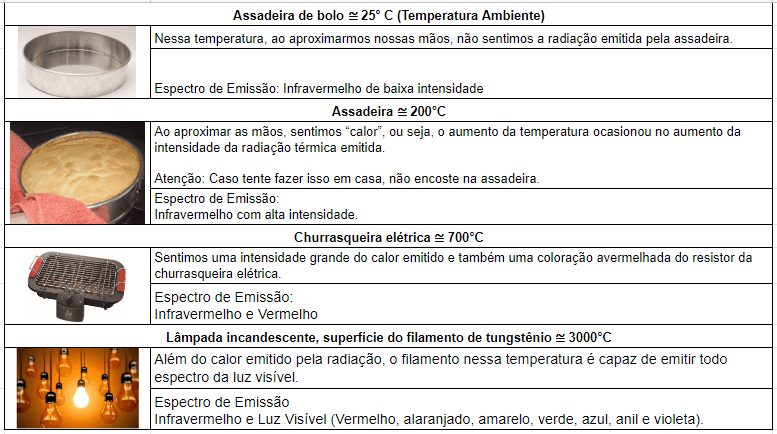 Assadeira de bolo ≅ 25° C (Temperatura Ambiente)
Nessa temperatura, ao aproximarmos nossas mãos, não sentimos a radiação emitida pela assadeira.
Espectro de Emissão: Infravermelho de baixa intensidade
Assadeira ≅ 200°C
Ao aproximar as mãos, sentimos “calor”, ou seja, o aumento da temperatura ocasionou no aumento da
intensidade da radiação térmica emitida.
Atenção: Caso tente fazer isso em casa, não encoste na assadeira.
Espectro de Emissão:
Infravermelho com alta intensidade.
Churrasqueira elétrica ≅ 700°C
Sentimos uma intensidade grande do calor emitido e também uma coloração avermelhada do resistor da
churrasqueira elétrica.
Espectro de Emissão:
Infravermelho e Vermelho
Lâmpada incandescente, superfície do filamento de tungstênio ≅ 3000°C
Além do calor emitido pela radiação, o filamento nessa temperatura é capaz de emitir todo
espectro da luz visível.
Espectro de Emissão
Infravermelho e Luz Visível (Vermelho, alaranjado, amarelo, verde, azul, anil e violeta).